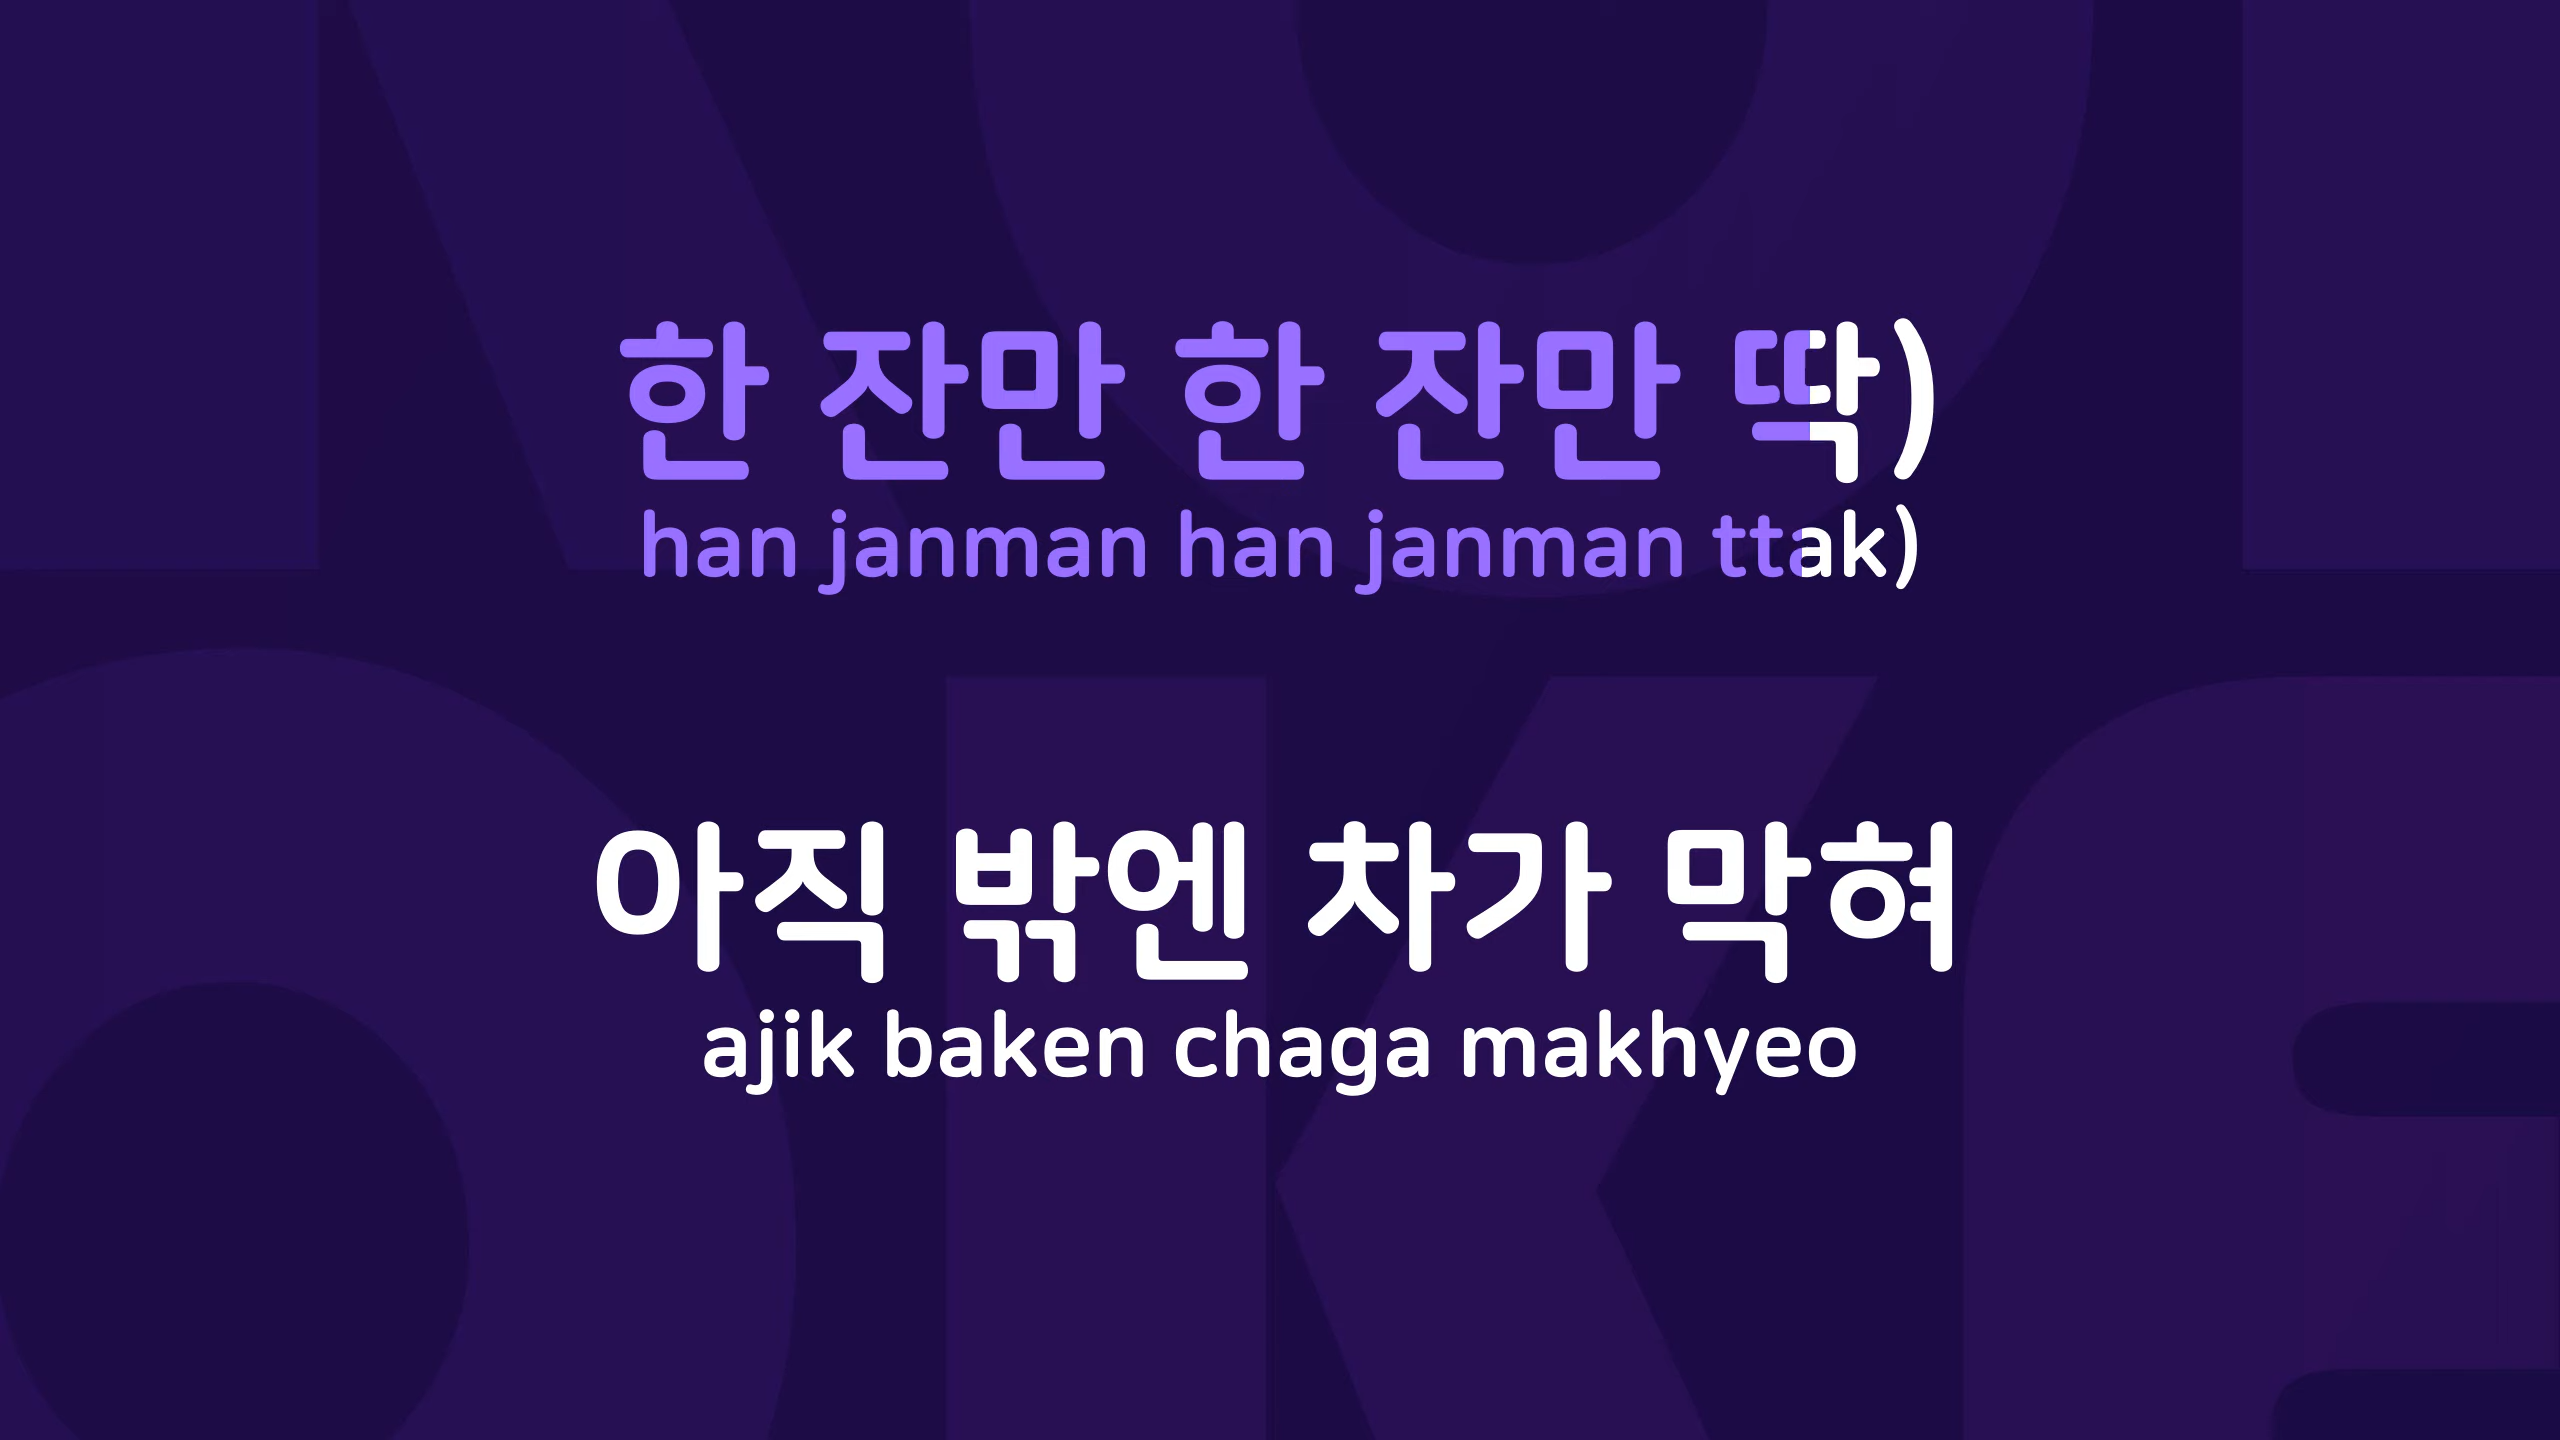 한 잔만 한 잔만 딱)
han janman han janman ttak)
아직 밖엔 차가 막혀
ajik baken chaga makhyeo